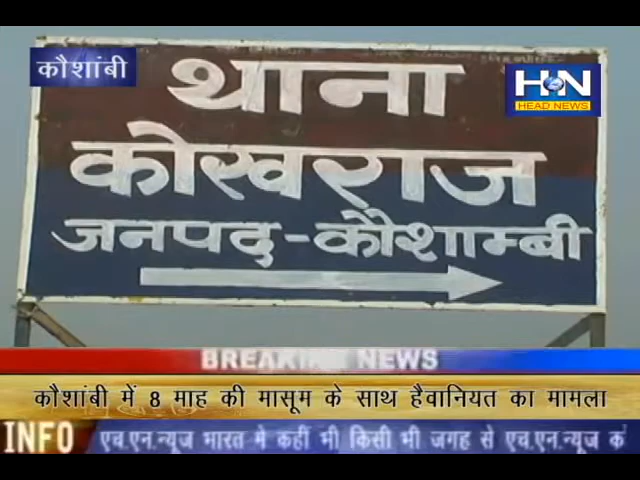 कौशांबी
HN
HEAD NEWS
थाना
कोखराज
जनपद-कौशाम्बी
BREAKING NEWS
कौशांबी में 8 माह की मासूम के साथ हैवानियत का मामला
INFO
एच.एन.न्यूज भारत मे कहीं भी किसी भी जगह से एच.एन.न्यूज क